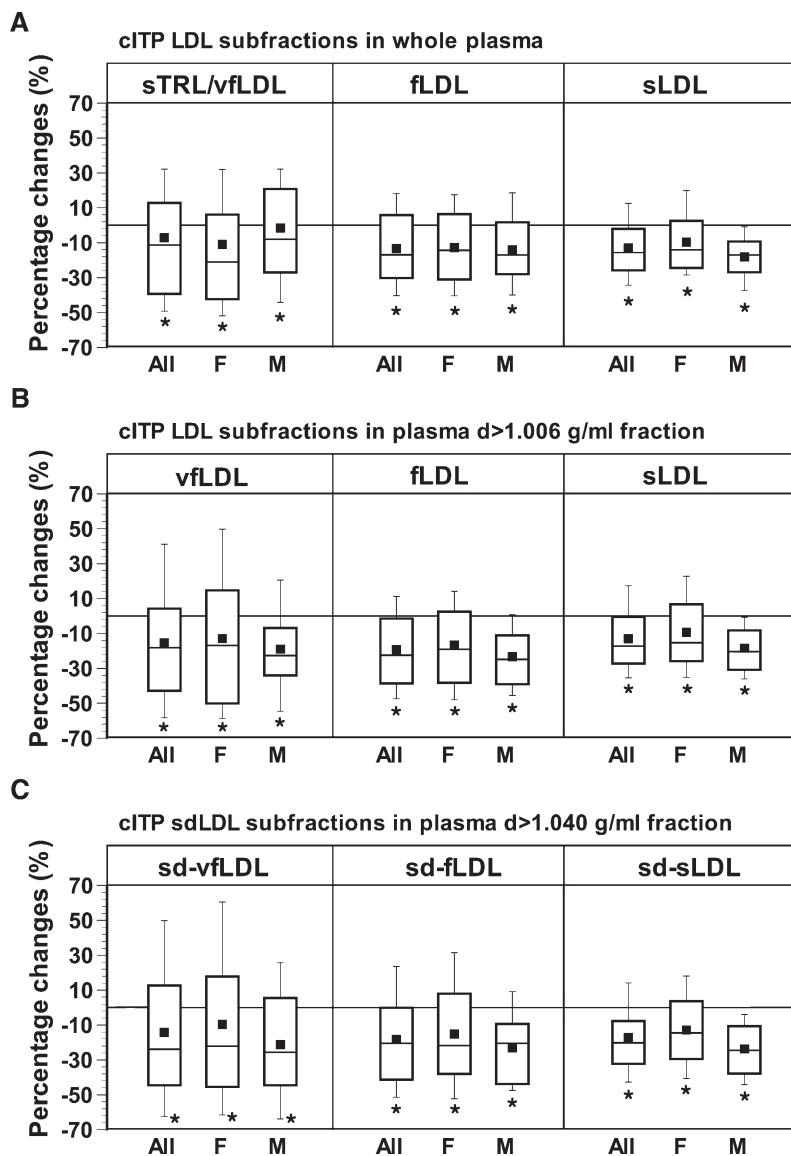 A
cITP LDL subfractions in whole plasma
sTRL/vfLDL fLDL sLDL
Percentage changes (%)
70
50
30
10
-10
-30
-50
-70
* * * * * * * * *
All F M All F M All F M
B
cITP LDL subfractions in plasma d>1.006 g/ml fraction
vfLDL fLDL sLDL
Percentage changes (%)
70
50
30
10
-10
-30
-50
-70
* * * * * * * * *
All F M All F M All F M
C
cITP sdLDL subfractions in plasma d>1.040 g/ml fraction
sd-vfLDL sd-fLDL sd-sLDL
Percentage changes (%)
70
50
30
10
-10
-30
-50
-70
* * * * * * * * *
All F M All F M All F M